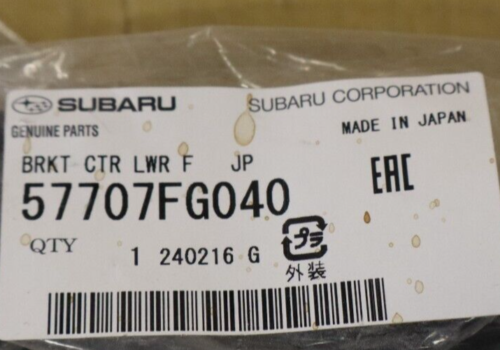 SUBARU SUBARU CORPORATION
GENUINE PARTS MADE IN JAPAN
BRKT CTR LWR F JP EAC
57707FG040
QTY 1 240216 G プラ
外装